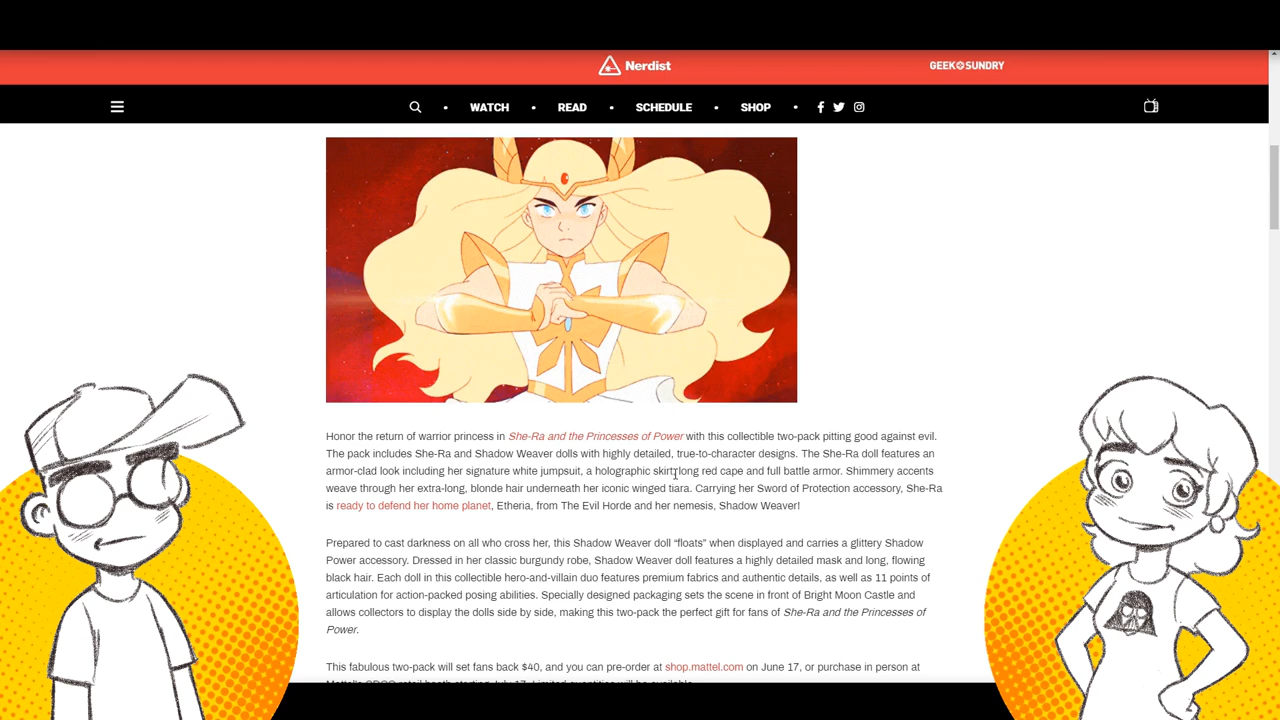 Nerdist
GEEK & SUNDRY
WATCH • READ • SCHEDULE • SHOP
Honor the return of warrior princess in She-Ra and the Princesses of Power with this collectible two-pack pitting good against evil.
The pack includes She-Ra and Shadow Weaver dolls with highly detailed, true-to-character designs. The She-Ra doll features an
armor-clad look including her signature white jumpsuit, a holographic skirt, long red cape and full battle armor. Shimmery accents
weave through her extra-long, blonde hair underneath her iconic winged tiara. Carrying her Sword of Protection accessory, She-Ra
is ready to defend her home planet, Etheria, from The Evil Horde and her nemesis, Shadow Weaver!
Prepared to cast darkness on all who cross her, this Shadow Weaver doll “floats” when displayed and carries a glittery Shadow
Power accessory. Dressed in her classic burgundy robe, Shadow Weaver doll features a highly detailed mask and long, flowing
black hair. Each doll in this collectible hero-and-villain duo features premium fabrics and authentic details, as well as 11 points of
articulation for action-packed posing abilities. Specially designed packaging sets the scene in front of Bright Moon Castle and
allows collectors to display the dolls side by side, making this two-pack the perfect gift for fans of She-Ra and the Princesses of
Power.
This fabulous two-pack will set fans back $40, and you can pre-order at shop.mattel.com on June 17, or purchase in person at